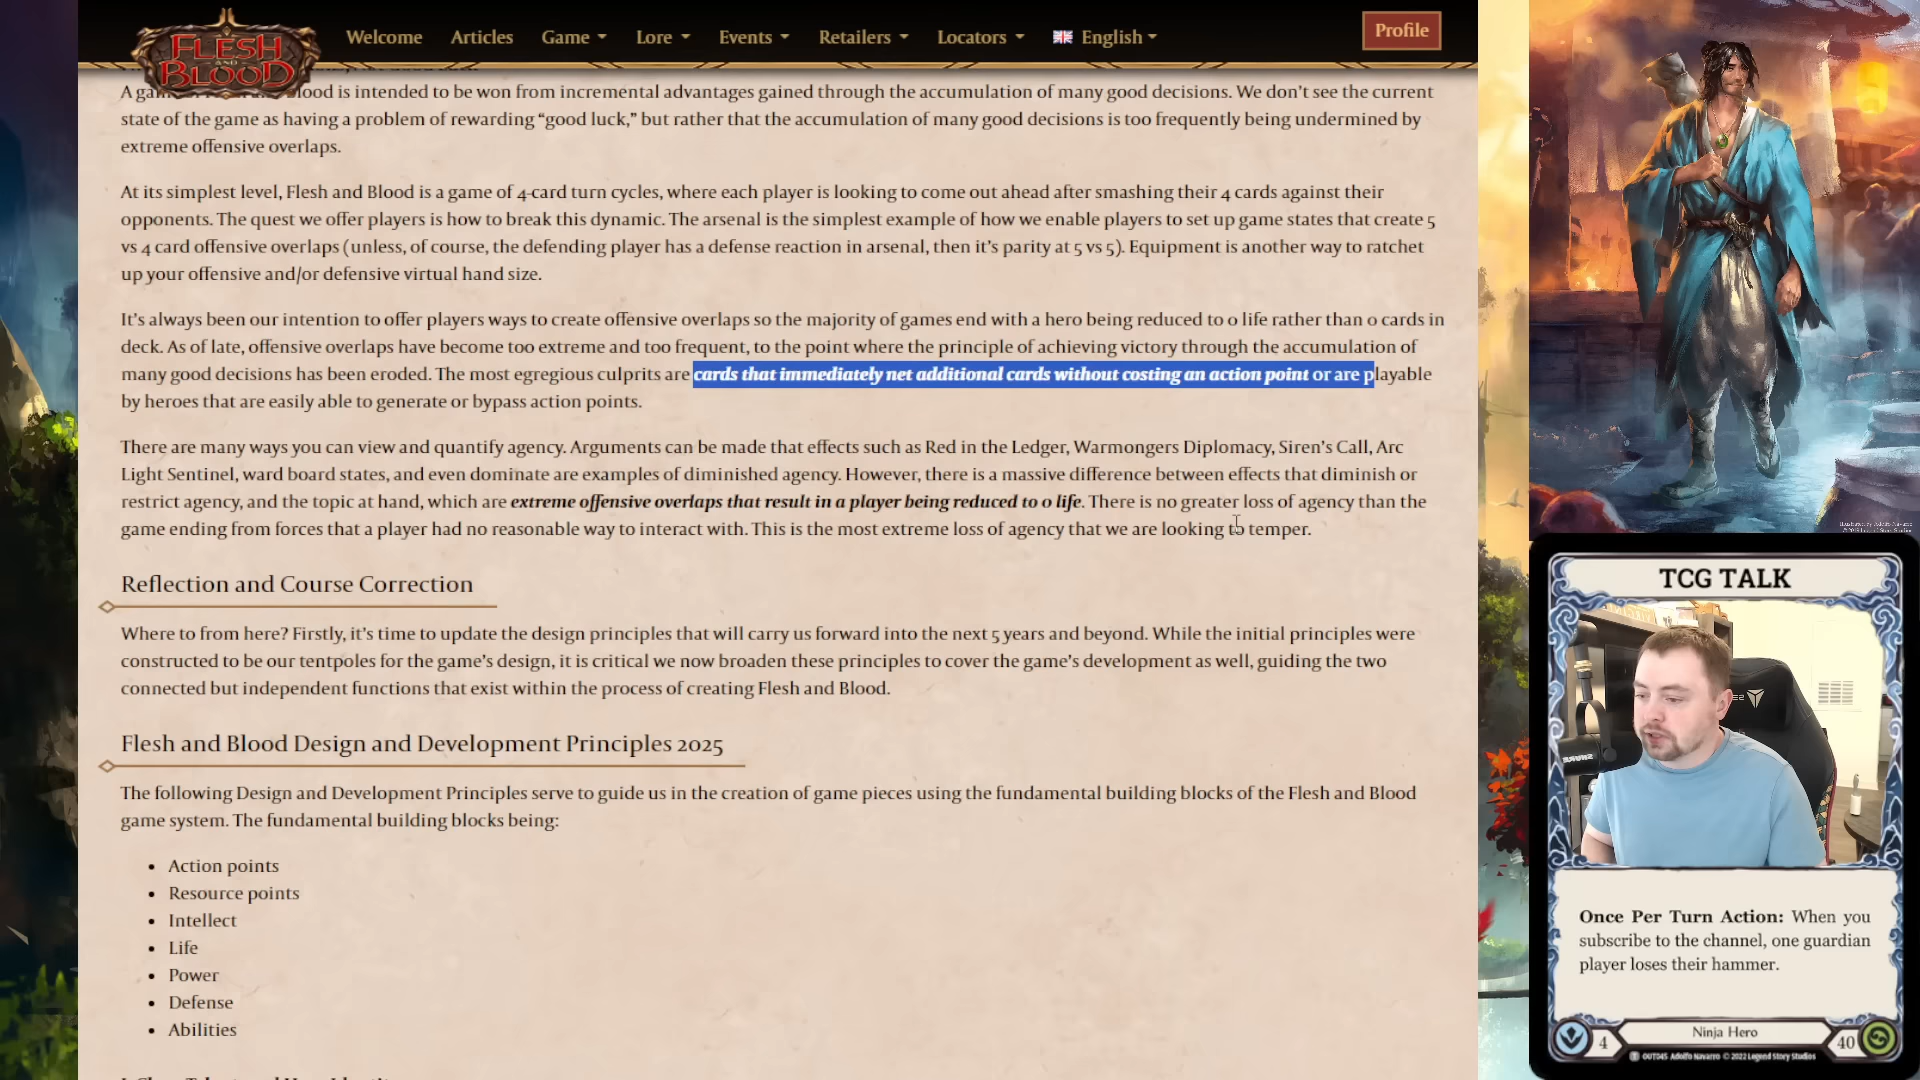 FLESH
AND
BLOOD
Welcome
Articles
Game
Lore
Events
Retailers
Locators
English
Profile
lood is intended to be won from incremental advantages gained through the accumulation of many good decisions. We don't see the current
state of the game as having a problem of rewarding “good luck,” but rather that the accumulation of many good decisions is too frequently being undermined by
extreme offensive overlaps.
At its simplest level, Flesh and Blood is a game of 4-card turn cycles, where each player is looking to come out ahead after smashing their 4 cards against their
opponents. The quest we offer players is how to break this dynamic. The arsenal is the simplest example of how we enable players to set up game states that create 5
vs 4 card offensive overlaps (unless, of course, the defending player has a defense reaction in arsenal, then it's parity at 5 vs 5). Equipment is another way to ratchet
up your offensive and/or defensive virtual hand size.
It's always been our intention to offer players ways to create offensive overlaps so the majority of games end with a hero being reduced to 0 life rather than 0 cards in
deck. As of late, offensive overlaps have become too extreme and too frequent, to the point where the principle of achieving victory through the accumulation of
many good decisions has been eroded. The most egregious culprits are cards that immediately net additional cards without costing an action point or are playable
by heroes that are easily able to generate or bypass action points.
There are many ways you can view and quantify agency. Arguments can be made that effects such as Red in the Ledger, Warmongers Diplomacy, Siren's Call, Arc
Light Sentinel, ward board states, and even dominate are examples of diminished agency. However, there is a massive difference between effects that diminish or
restrict agency, and the topic at hand, which are extreme offensive overlaps that result in a player being reduced to 0 life. There is no greater loss of agency than the
game ending from forces that a player had no reasonable way to interact with. This is the most extreme loss of agency that we are looking to temper.
Reflection and Course Correction
Where to from here? Firstly, it's time to update the design principles that will carry us forward into the next 5 years and beyond. While the initial principles were
constructed to be our tentpoles for the game's design, it is critical we now broaden these principles to cover the game's development as well, guiding the two
connected but independent functions that exist within the process of creating Flesh and Blood.
Flesh and Blood Design and Development Principles 2025
The following Design and Development Principles serve to guide us in the creation of game pieces using the fundamental building blocks of the Flesh and Blood
game system. The fundamental building blocks being:
• Action points
• Resource points
• Intellect
• Life
• Power
• Defense
• Abilities
TCG TALK
Once Per Turn Action: When you
subscribe to the channel, one guardian
player loses their hammer.
4
Ninja Hero
40
OUT045 Adolfo Navarro © 2022 Legend Story Studios